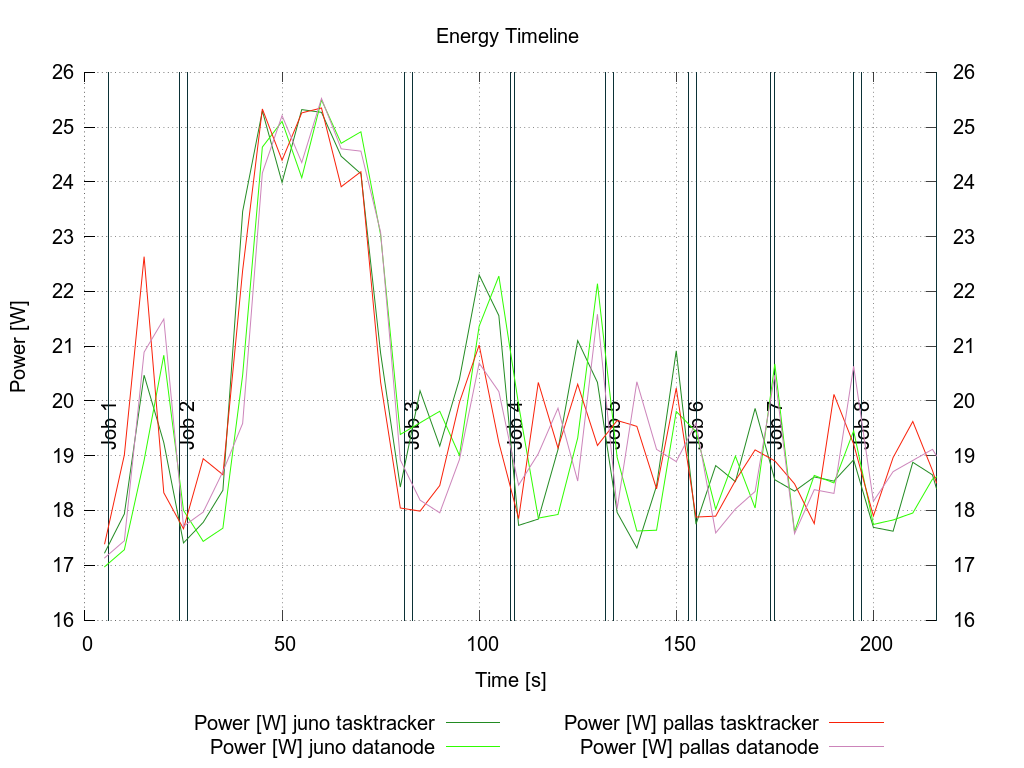 Energy Timeline
26 26
25 25
24 24
23 23
22 22
21 21
20 20
19 19
18 18
17 17
16 16
Power [W]
Job 1 Job 2 Job 3 Job 4 Job 5 Job 6 Job 7 Job 8
0 50 100 150 200
Time [s]
Power [W] juno tasktracker Power [W] pallas tasktracker
Power [W] juno datanode Power [W] pallas datanode